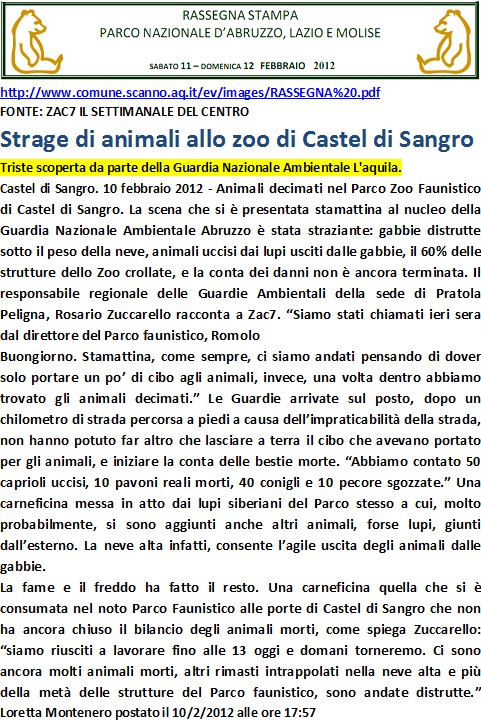 RASSEGNA STAMPA
PARCO NAZIONALE D'ABRUZZO, LAZIO E MOLISE
SABATO 11 – DOMENICA 12 FEBBRAIO 2012
http://www.comune.scanno.aq.it/ev/images/RASSEGNA%20.pdf
FONTE: ZAC7 IL SETTIMANALE DEL CENTRO
Strage di animali allo zoo di Castel di Sangro
Triste scoperta da parte della Guardia Nazionale Ambientale L'aquila.
Castel di Sangro. 10 febbraio 2012 - Animali decimati nel Parco Zoo Faunistico
di Castel di Sangro. La scena che si è presentata stamattina al nucleo della
Guardia Nazionale Ambientale Abruzzo è stata straziante: gabbie distrutte
sotto il peso della neve, animali uccisi dai lupi usciti dalle gabbie, il 60% delle
strutture dello Zoo crollate, e la conta dei danni non è ancora terminata. Il
responsabile regionale delle Guardie Ambientali della sede di Pratola
Peligna, Rosario Zuccarello racconta a Zac7. “Siamo stati chiamati ieri sera
dal direttore del Parco faunistico, Romolo
Buongiorno. Stamattina, come sempre, ci siamo andati pensando di dover
solo portare un po’ di cibo agli animali, invece, una volta dentro abbiamo
trovato gli animali decimati.” Le Guardie arrivate sul posto, dopo un
chilometro di strada percorsa a piedi a causa dell’impraticabilità della strada,
non hanno potuto far altro che lasciare a terra il cibo che avevano portato
per gli animali, e iniziare la conta delle bestie morte. “Abbiamo contato 50
caprioli uccisi, 10 pavoni reali morti, 40 conigli e 10 pecore sgozzate.” Una
carneficina messa in atto dai lupi siberiani del Parco stesso a cui, molto
probabilmente, si sono aggiunti anche altri animali, forse lupi, giunti
dall’esterno. La neve alta infatti, consente l’agile uscita degli animali dalle
gabbie.
La fame e il freddo ha fatto il resto. Una carneficina quella che si è
consumata nel noto Parco Faunistico alle porte di Castel di Sangro che non
ha ancora chiuso il bilancio degli animali morti, come spiega Zuccarello:
“siamo riusciti a lavorare fino alle 13 oggi e domani torneremo. Ci sono
ancora molti animali morti, altri rimasti intrappolati nella neve alta e più
della metà delle strutture del Parco faunistico, sono andate distrutte.”
Loretta Montenero postato il 10/2/2012 alle ore 17:57